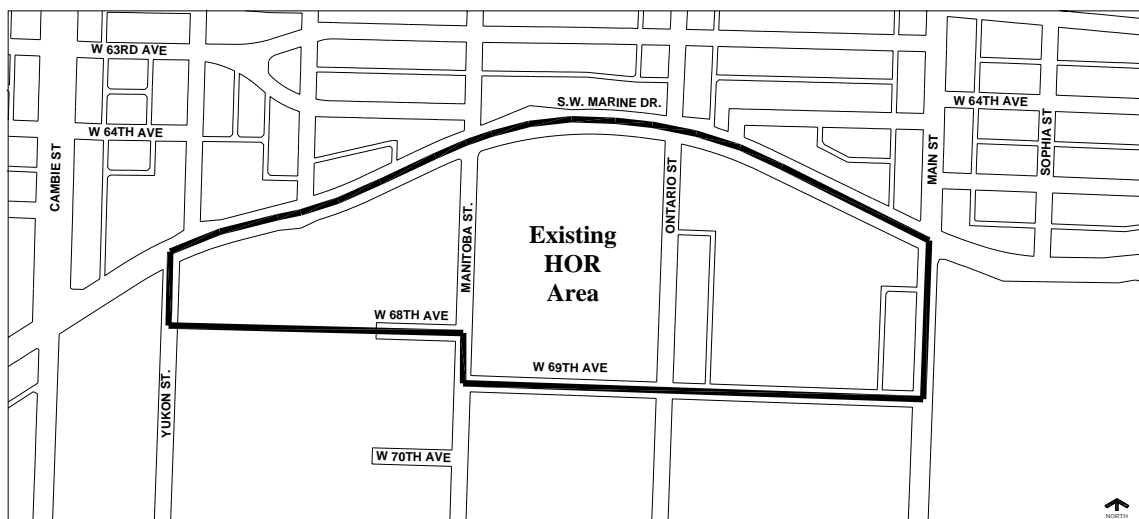 W 63RD AVE
S.W. MARINE DR.
W 64TH AVE
W 64TH AVE
CAMBIE ST
MAIN ST
SOPHIA ST
MANITOBA ST.
ONTARIO ST
Existing
HOR
Area
W 68TH AVE
W 69TH AVE
YUKON ST.
W 70TH AVE
NORTH